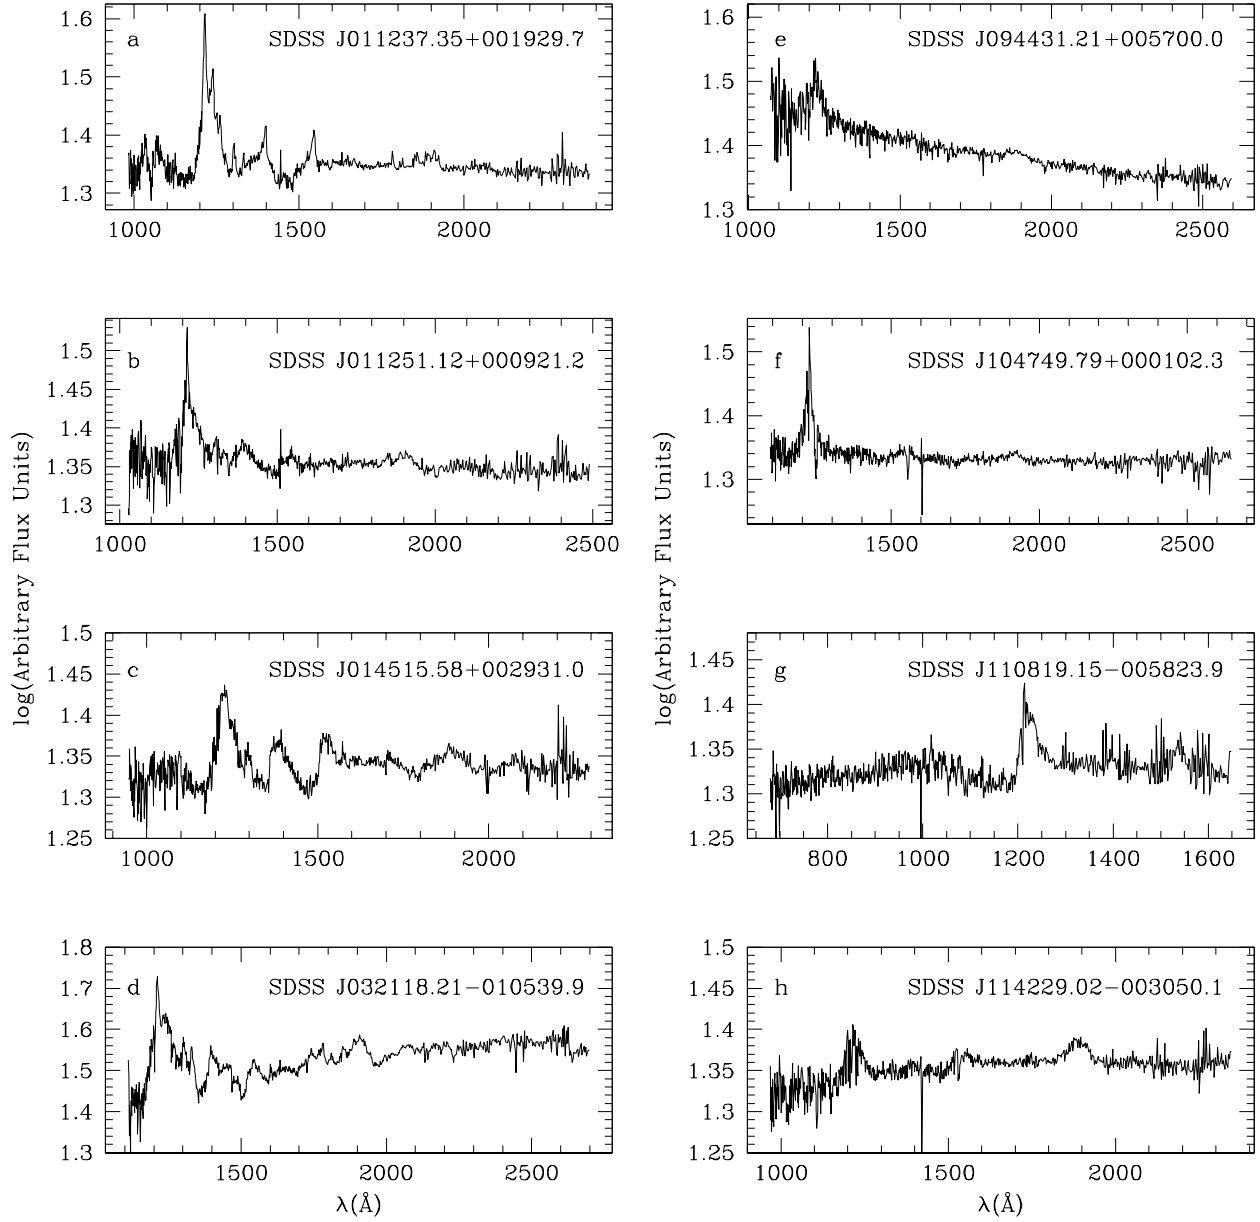 a SDSS J011237.35+001929.7
1.6
1.5
1.4
1.3
1000 1500 2000
e SDSS J094431.21+005700.0
1.6
1.5
1.4
1.3
1000 1500 2000 2500
b SDSS J011251.12+000921.2
1.5
1.45
1.4
1.35
1.3
1000 1500 2000 2500
f SDSS J104749.79+000102.3
1.5
1.4
1.3
1500 2000 2500
log(Arbitrary Flux Units)
log(Arbitrary Flux Units)
c SDSS J014515.58+002931.0
1.5
1.45
1.4
1.35
1.3
1.25
1000 1500 2000
g SDSS J110819.15−005823.9
1.45
1.4
1.35
1.3
1.25
800 1000 1200 1400 1600
d SDSS J032118.21−010539.9
1.8
1.7
1.6
1.5
1.4
1.3
1500 2000 2500
λ(Å)
h SDSS J114229.02−003050.1
1.5
1.45
1.4
1.35
1.3
1.25
1000 1500 2000
λ(Å)